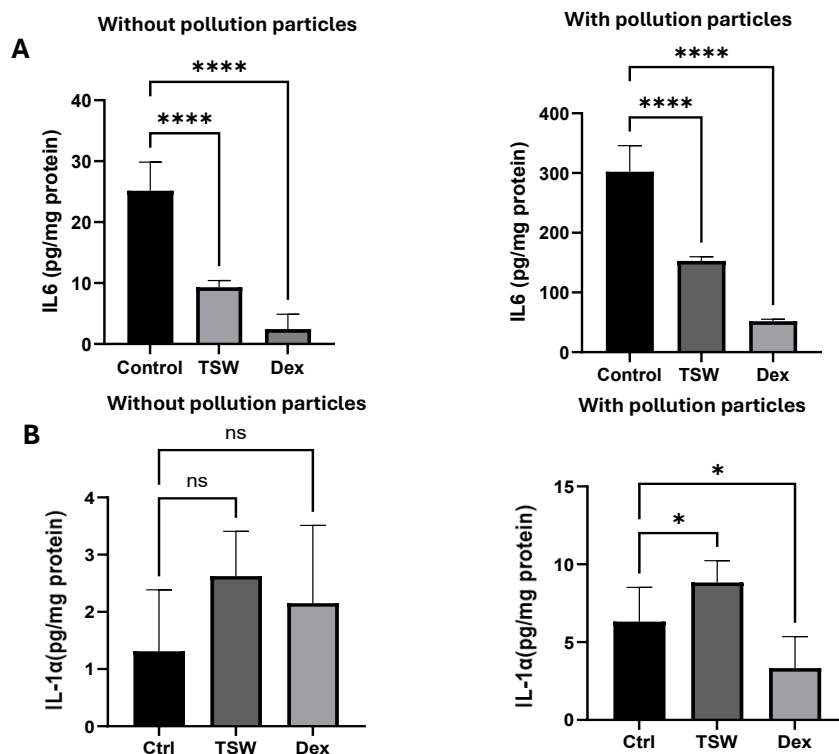 Without pollution particles
With pollution particles
A
****
****
IL6 (pg/mg protein)
40
30
20
10
0
Control TSW Dex
****
****
IL6 (pg/mg protein)
400
300
200
100
0
Control TSW Dex
Without pollution particles
With pollution particles
B
ns
ns
IL-1α(pg/mg protein)
4
3
2
1
0
Ctrl TSW Dex
*
*
IL-1α(pg/mg protein)
15
10
5
0
Ctrl TSW Dex